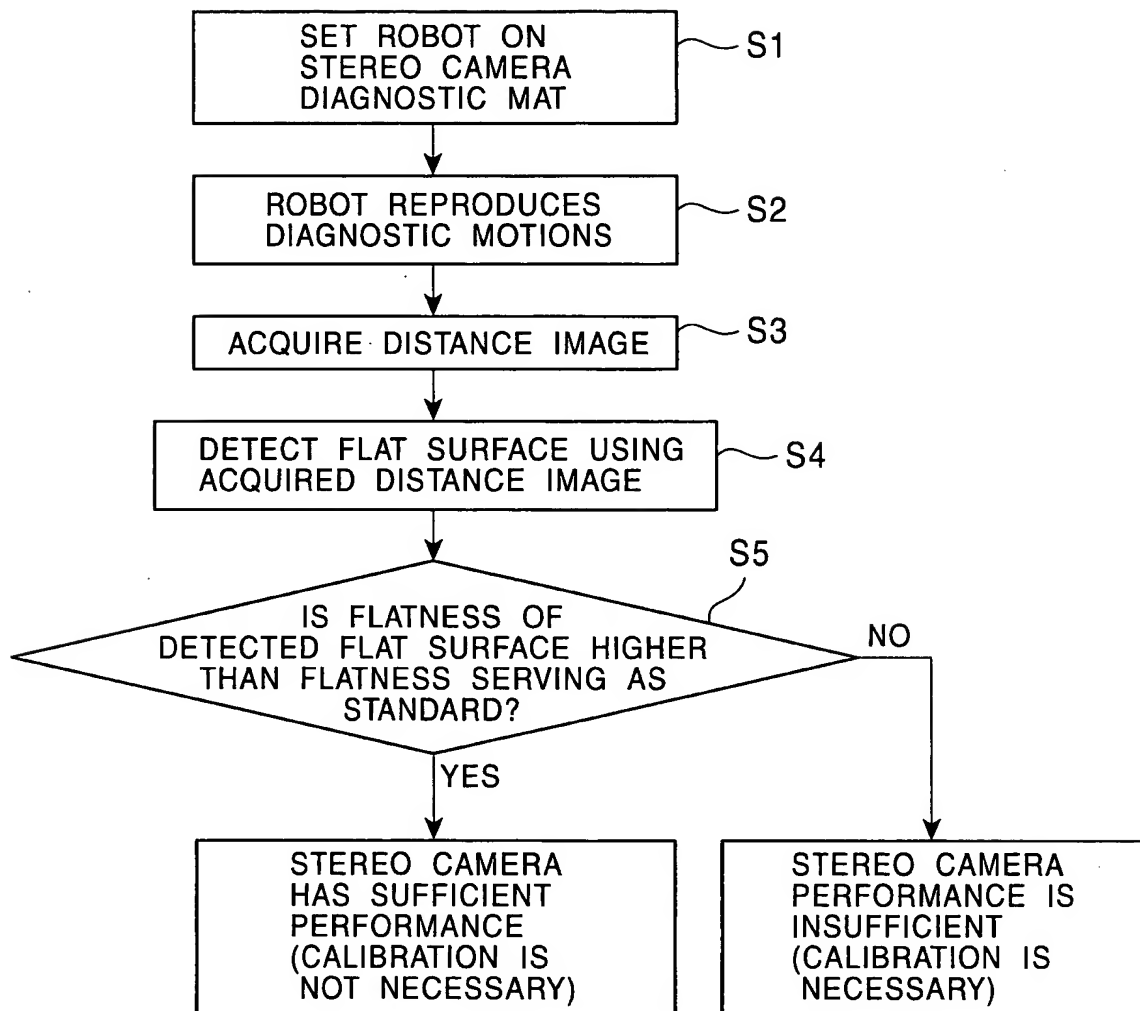 SET ROBOT ON
STEREO CAMERA
DIAGNOSTIC MAT
S1
ROBOT REPRODUCES
DIAGNOSTIC MOTIONS
S2
ACQUIRE DISTANCE IMAGE
S3
DETECT FLAT SURFACE USING
ACQUIRED DISTANCE IMAGE
S4
S5
IS FLATNESS OF
DETECTED FLAT SURFACE HIGHER
THAN FLATNESS SERVING AS
STANDARD?
NO
YES
STEREO CAMERA
HAS SUFFICIENT
PERFORMANCE
(CALIBRATION IS
NOT NECESSARY)
STEREO CAMERA
PERFORMANCE IS
INSUFFICIENT
(CALIBRATION IS
NECESSARY)